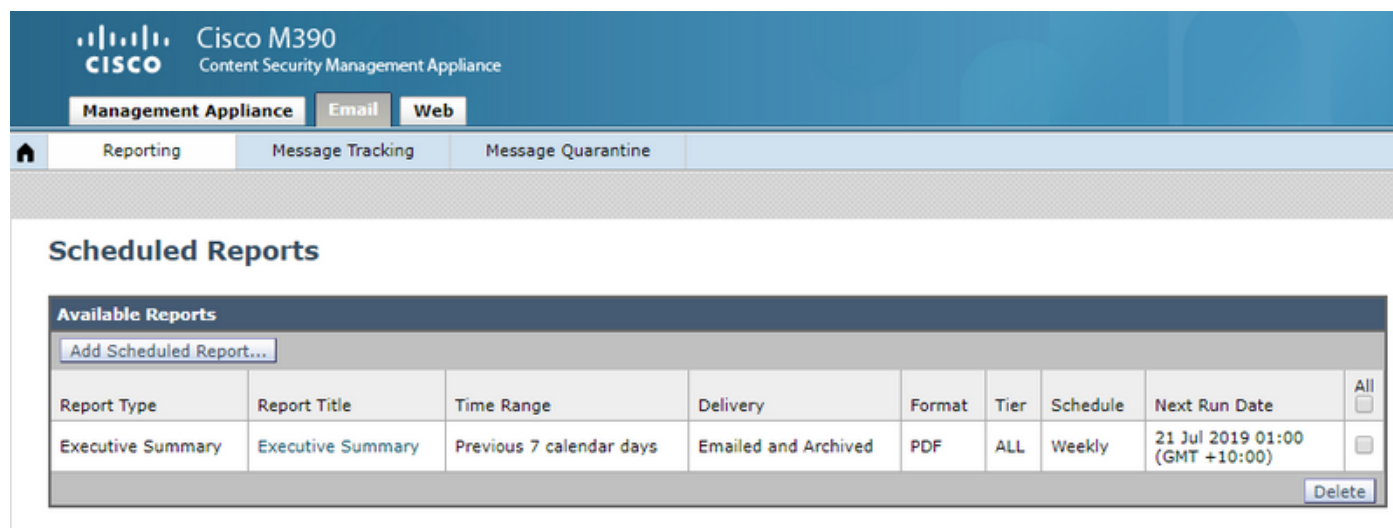 CISCO
Cisco M390
Content Security Management Appliance
Management Appliance Email Web
Reporting Message Tracking Message Quarantine
Scheduled Reports
Available Reports
Add Scheduled Report...
Report Type Report Title Time Range Delivery Format Tier Schedule Next Run Date All
Executive Summary Executive Summary Previous 7 calendar days Emailed and Archived PDF ALL Weekly 21 Jul 2019 01:00
(GMT +10:00)
Delete